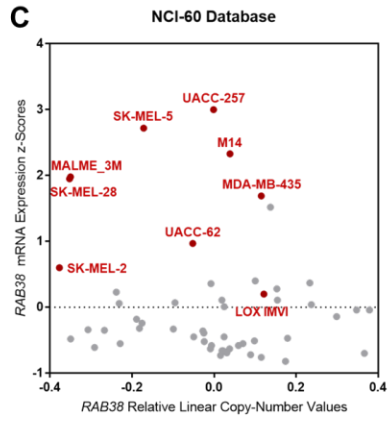 C
NCI-60 Database
RAB38 mRNA Expression z-Scores
4
3
2
1
0
-1
UACC-257
SK-MEL-5
M14
MALME_3M
SK-MEL-28
MDA-MB-435
UACC-62
SK-MEL-2
LOX IMVI
-0.4
-0.2
0.0
0.2
0.4
RAB38 Relative Linear Copy-Number Values